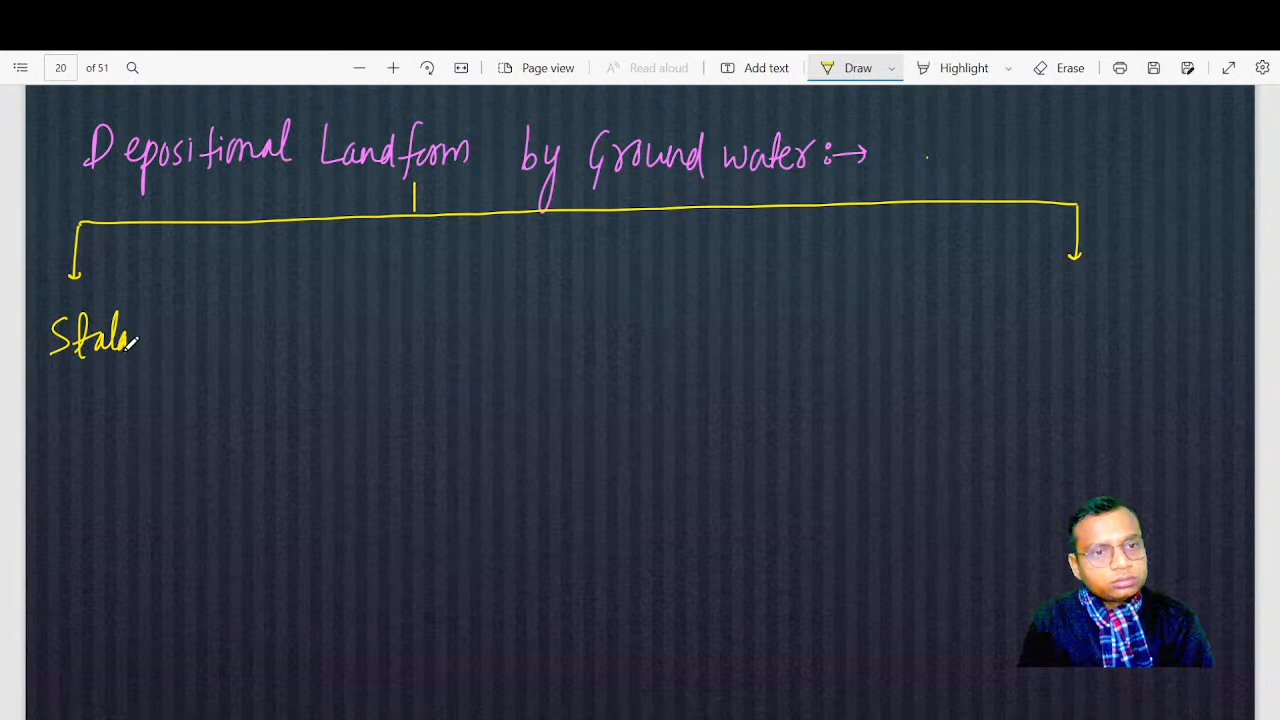 20 of 51 Page view Read aloud Add text Draw Highlight Erase
Depositional Landform by Ground water:→
Stala